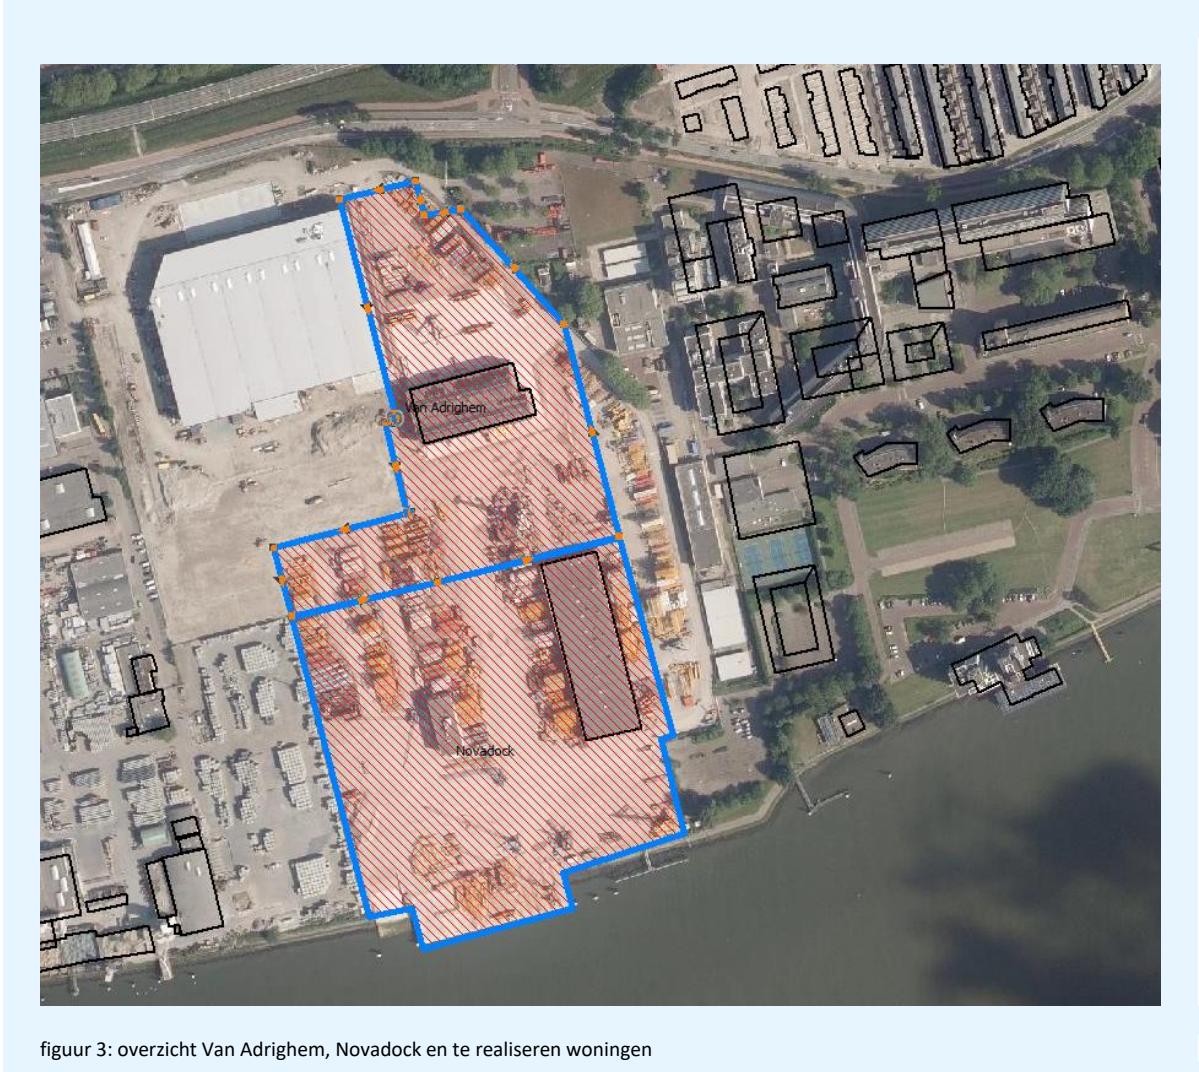 Van Adrighem
Novadock
figuur 3: overzicht Van Adrighem, Novadock en te realiseren woningen